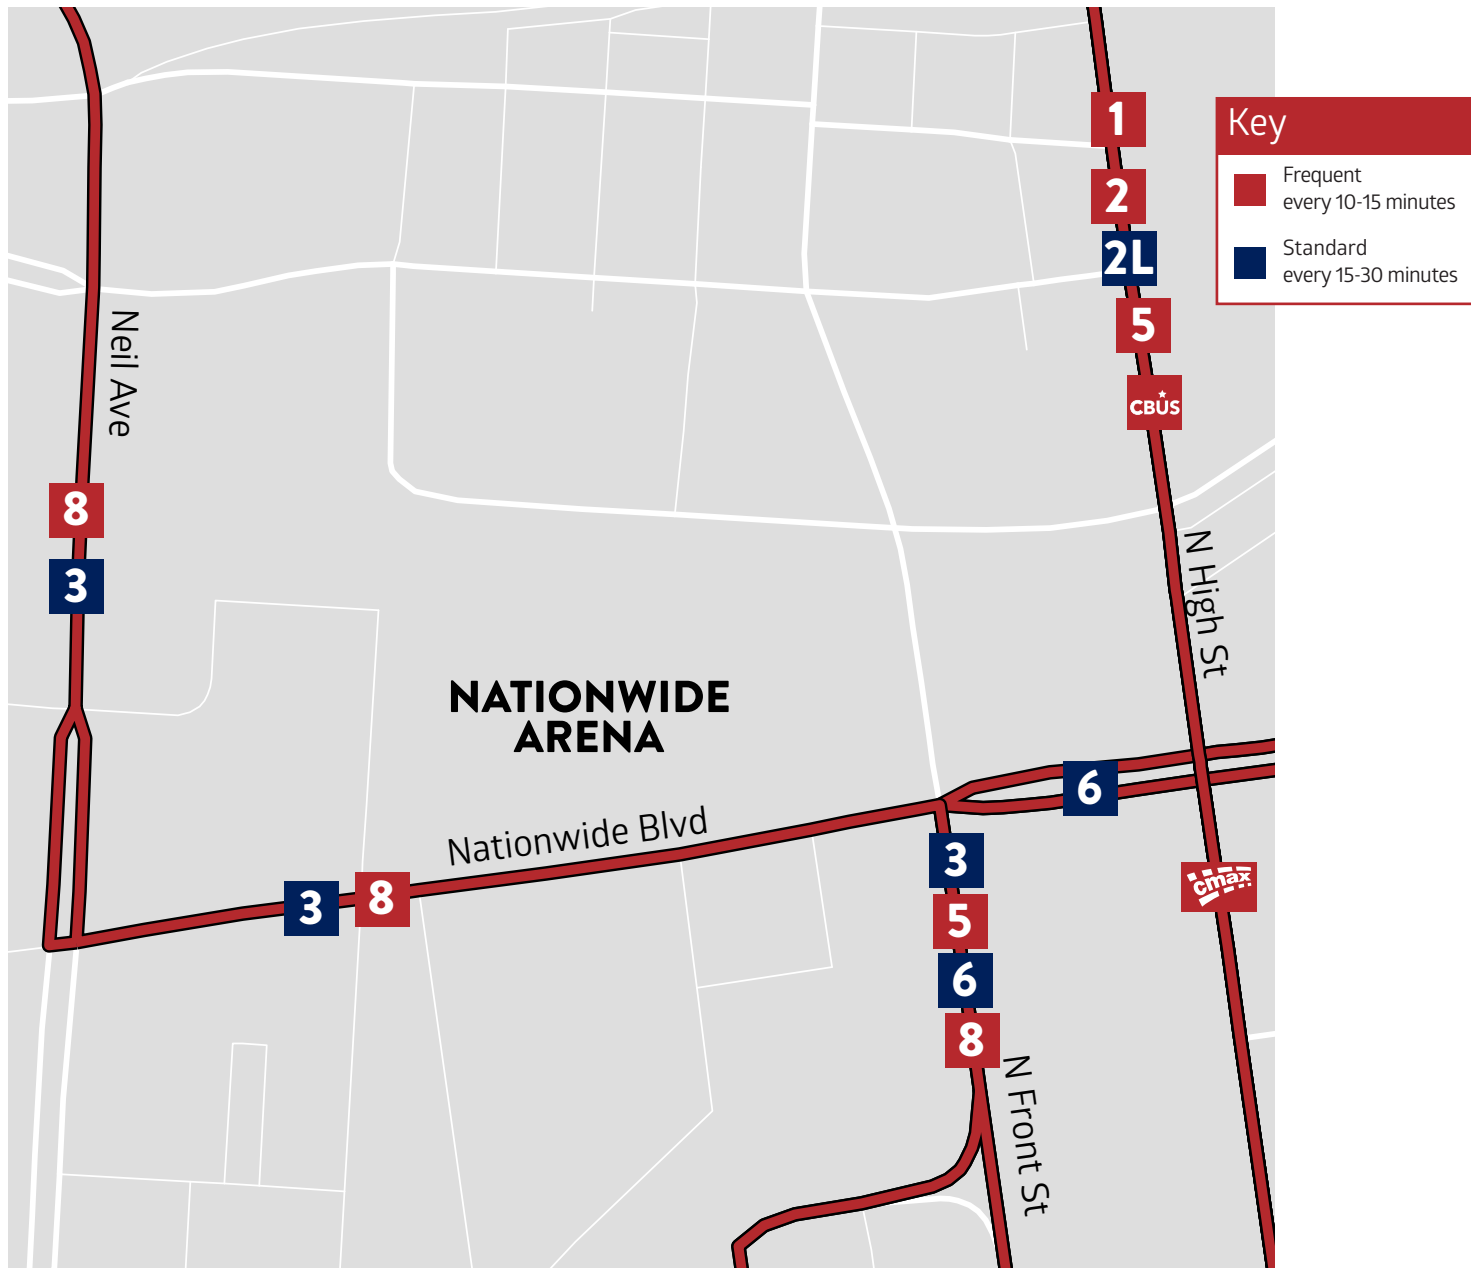 1
2
2L
5
CBUS
Key
Frequent
every 10-15 minutes
Standard
every 15-30 minutes
Neil Ave
8
3
N High St
NATIONWIDE
ARENA
Nationwide Blvd
6
3
8
3
5
6
8
cmax
N Front St